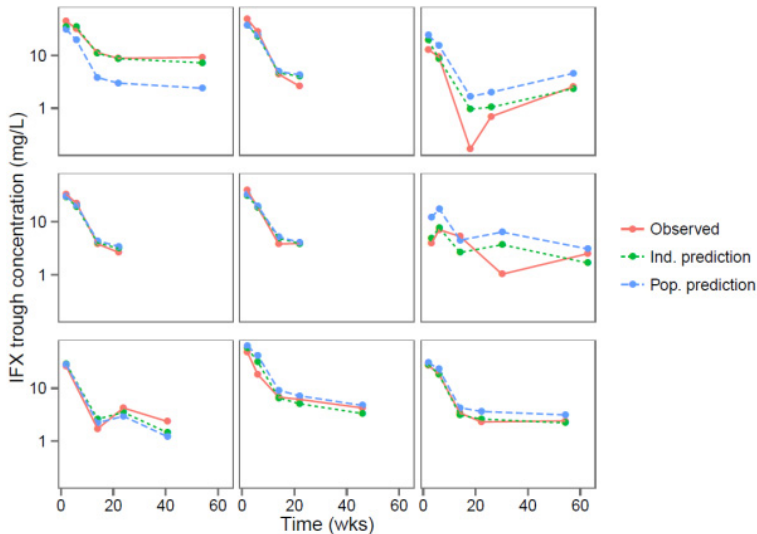 IFX trough concentration (mg/L)
10
1
10
1
10
1
Observed
Ind. prediction
Pop. prediction
0 20 40 60 0 20 40 60 0 20 40 60
Time (wks)